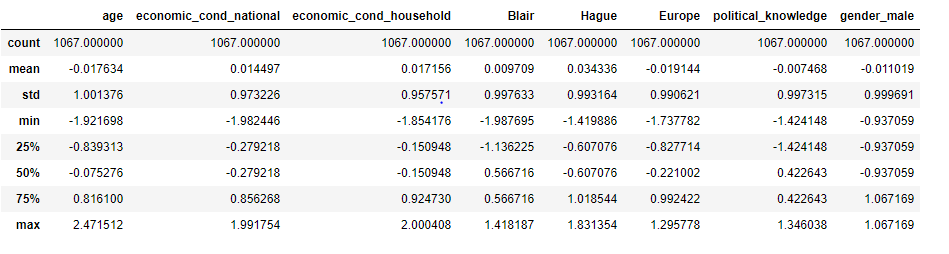 age economic_cond_national economic_cond_household Blair Hague Europe political_knowledge gender_male
count 1067.000000 1067.000000 1067.000000 1067.000000 1067.000000 1067.000000 1067.000000 1067.000000
mean -0.017634 0.014497 0.017156 0.009709 0.034336 -0.019144 -0.007468 -0.011019
std 1.001376 0.973226 0.957571 0.997633 0.993164 0.990621 0.997315 0.999691
min -1.921698 -1.982446 -1.854176 -1.987695 -1.419886 -1.737782 -1.424148 -0.937059
25% -0.839313 -0.279218 -0.150948 -1.136225 -0.607076 -0.827714 -1.424148 -0.937059
50% -0.075276 -0.279218 -0.150948 0.566716 -0.607076 -0.221002 0.422643 -0.937059
75% 0.816100 0.856268 0.924730 0.566716 1.018544 0.992422 0.422643 1.067169
max 2.471512 1.991754 2.000408 1.418187 1.831354 1.295778 1.346038 1.067169